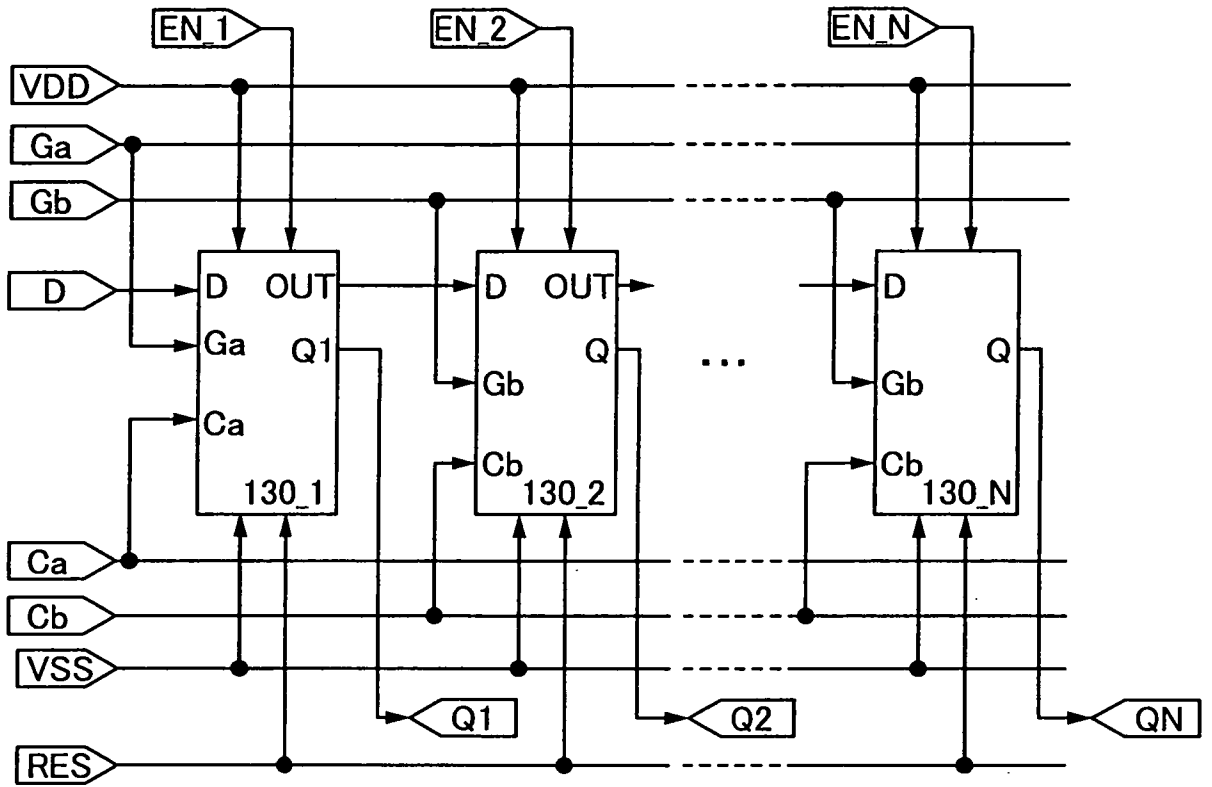 EN_1
EN_2
EN_N
VDD
Ga
Gb
D
D OUT
D OUT
D
Ga
Q1
Q
...
Q
Gb
Gb
Ca
Cb
Cb
130_1
130_2
130_N
Ca
Cb
VSS
Q1
Q2
QN
RES